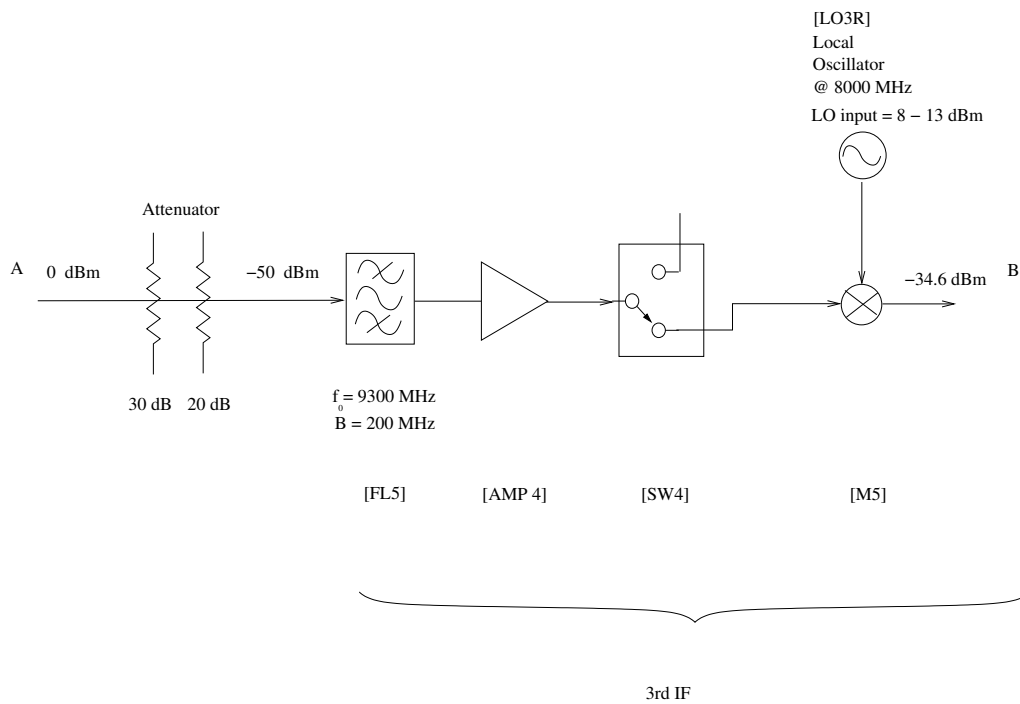 [LO3R]
Local
Oscillator
@ 8000 MHz
LO input = 8 − 13 dBm
Attenuator
A
0 dBm
−50 dBm
−34.6 dBm
B
30 dB
20 dB
f₀ = 9300 MHz
B = 200 MHz
[FL5]
[AMP 4]
[SW4]
[M5]
3rd IF